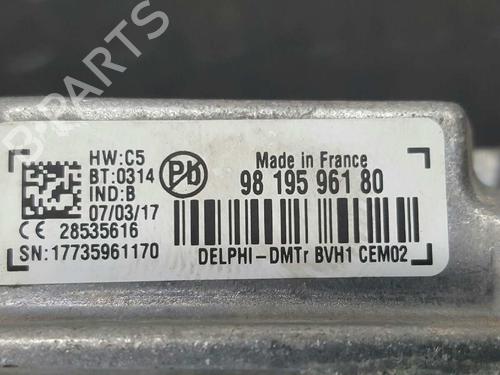 HW:C5
BT:0314
IND:B
07/03/17
CE 28535616
SN:17735961170
Pb
Made in France
98 195 961 80
DELPHI-DMTr BVH1 CEM02
B-PARTS